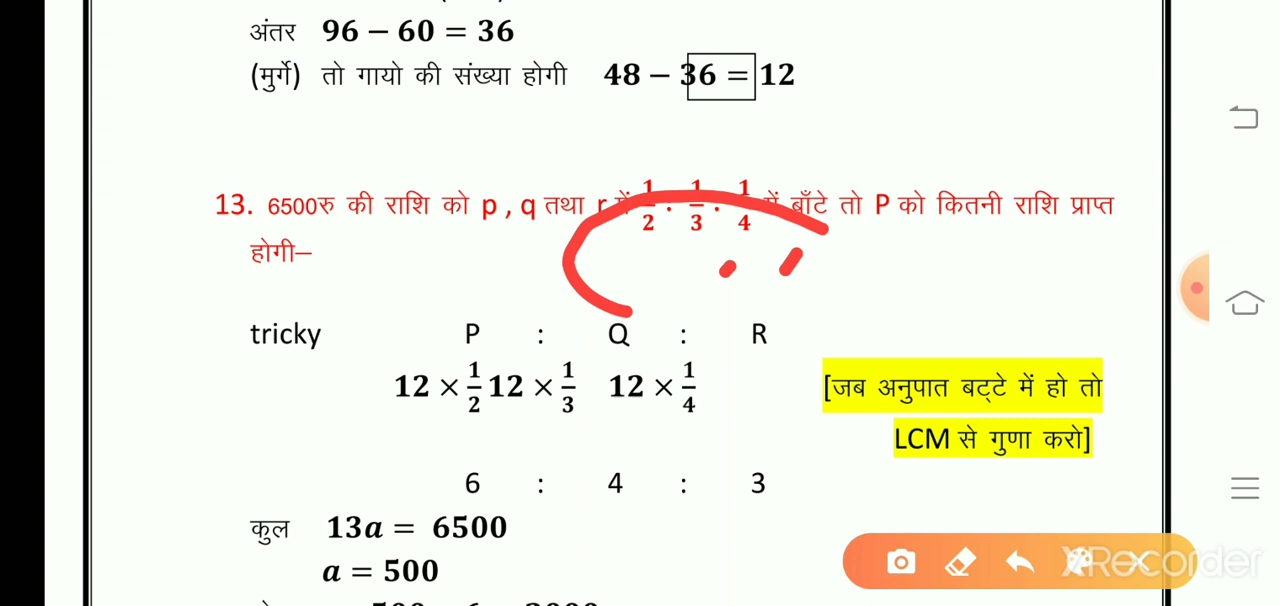 अंतर 96 − 60 = 36
(मुर्गे) तो गायो की संख्या होगी 48 − 36 = 12
13. 6500रु की राशि को p , q तथा r में 1/2 : 1/3 : 1/4 में बाँटे तो P को कितनी राशि प्राप्त
होगी–
tricky P : Q : R
12 × 1/2 12 × 1/3 12 × 1/4 [जब अनुपात बट्टे में हो तो
LCM से गुणा करो]
6 : 4 : 3
कुल 13a = 6500
a = 500
XRecorder